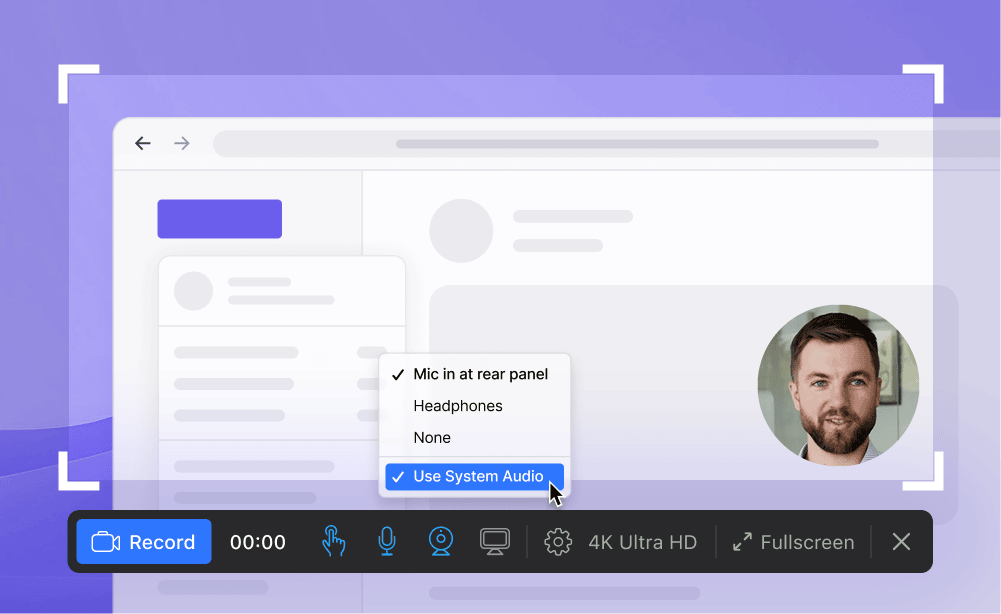 Mic in at rear panel
Headphones
None
Use System Audio
Record 00:00 4K Ultra HD Fullscreen